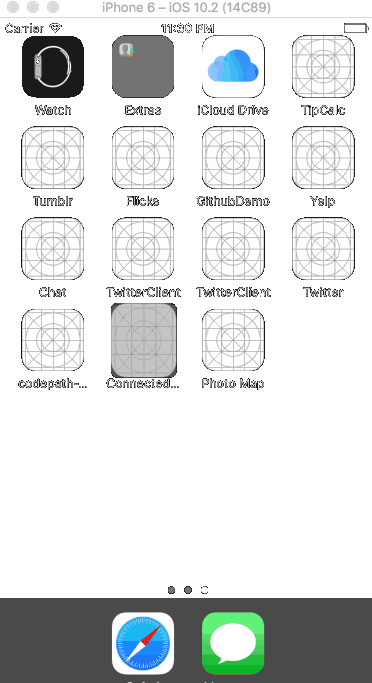 iPhone 6 – iOS 10.2 (14C89)
Carrier 11:30 PM
Watch Extras iCloud Drive TipCalc
Tumblr Flicks GithubDemo Yelp
Chat TwitterClient TwitterClient Twitter
codepath-... Connected... Photo Map